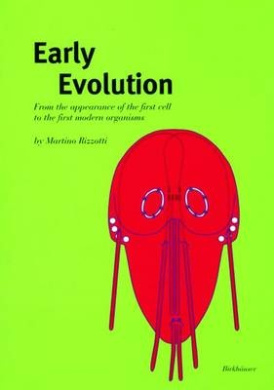 Early
Evolution
From the appearance of the first cell
to the first modern organisms
by Martino Rizzotti
Birkhäuser